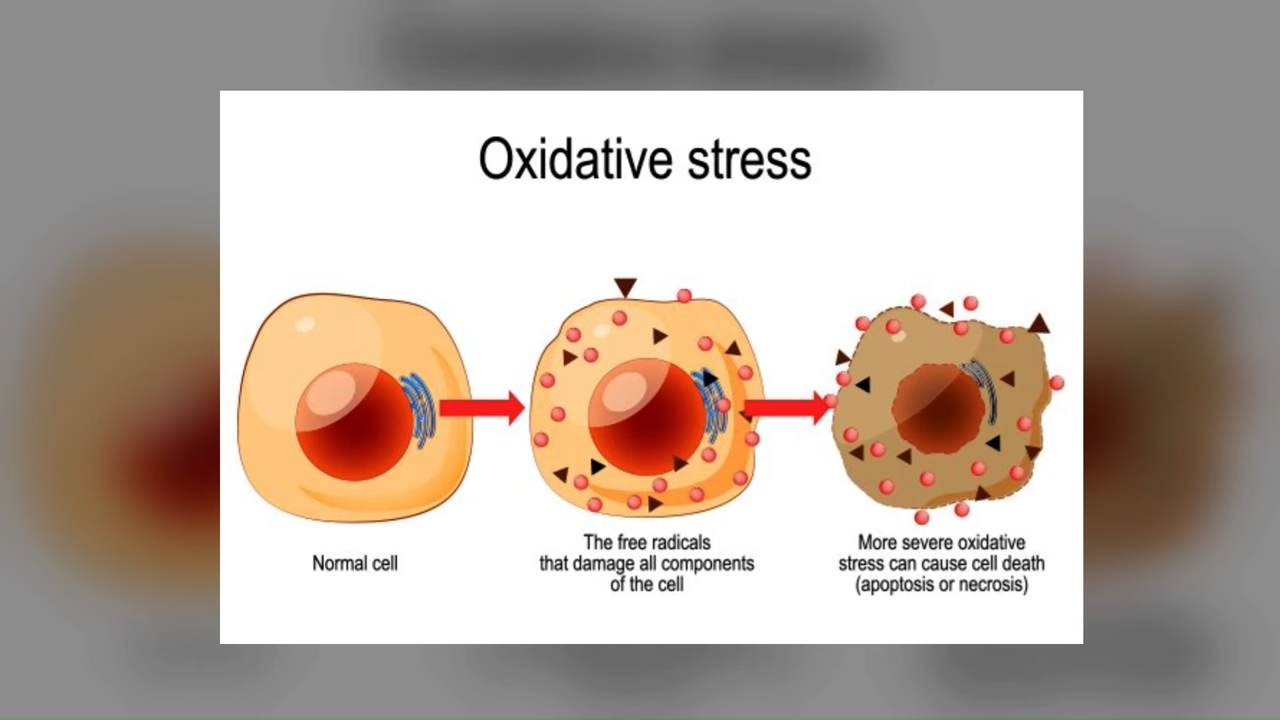 Oxidative stress
Normal cell
The free radicals
that damage all components
of the cell
More severe oxidative
stress can cause cell death
(apoptosis or necrosis)